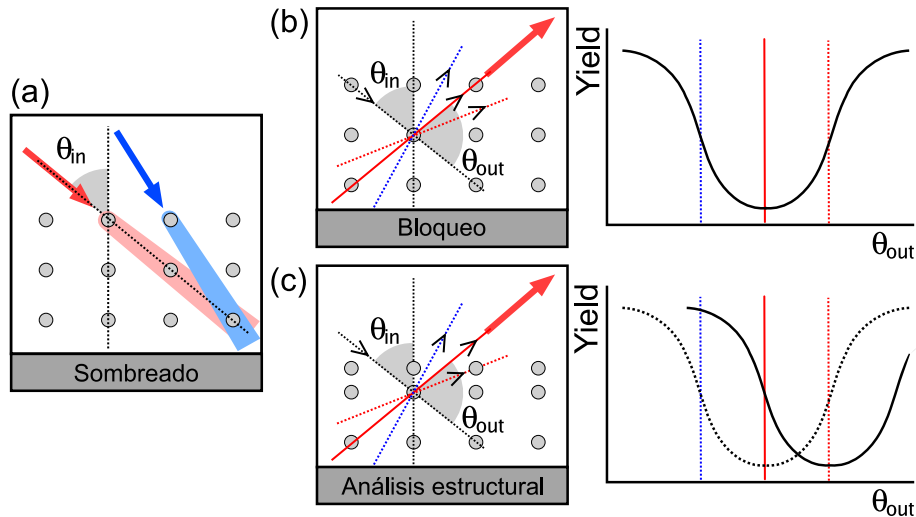 (a)
θin
Sombreado
(b)
θin
θout
Bloqueo
Yield
θout
(c)
θin
θout
Análisis estructural
Yield
θout